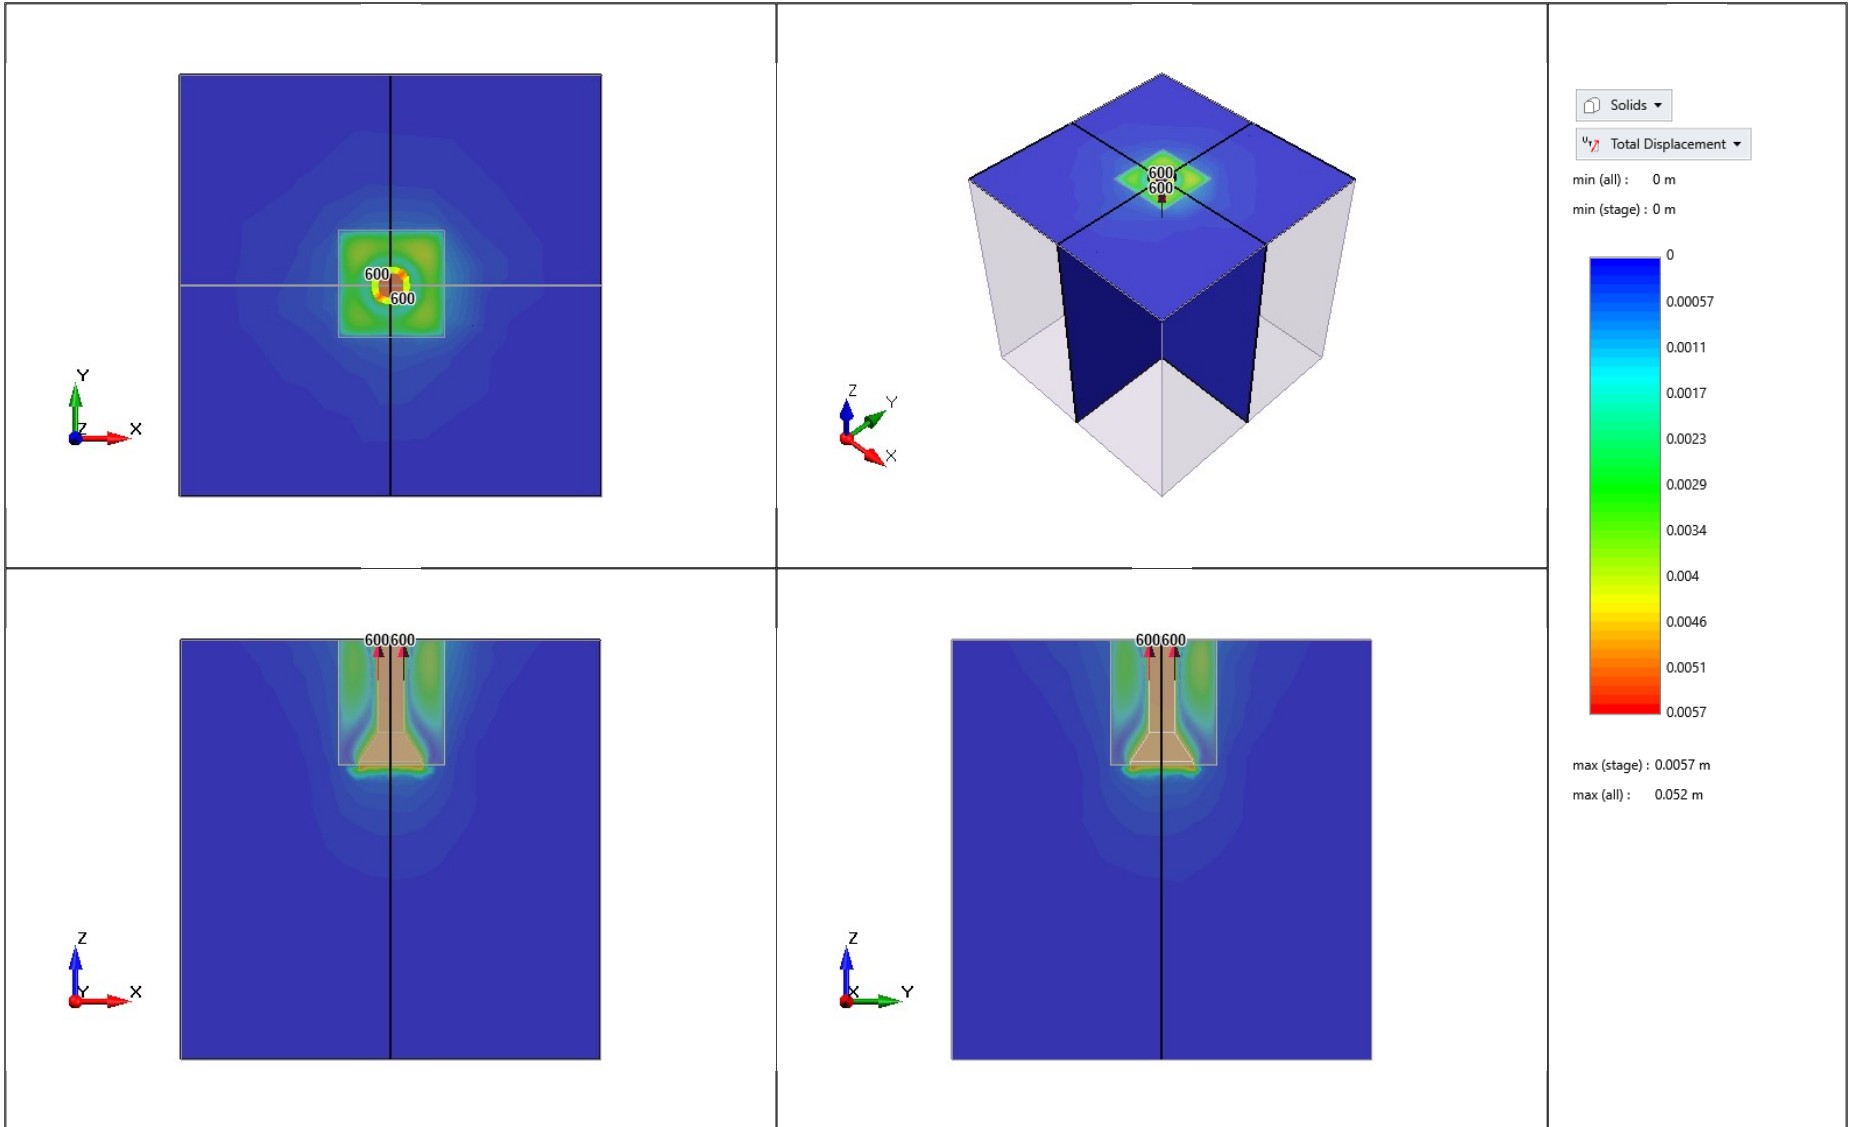 600
600
Y
Z
X
600
600
Z
Y
X
Solids
UT
Total Displacement
min (all) : 0 m
min (stage) : 0 m
0
0.00057
0.0011
0.0017
0.0023
0.0029
0.0034
0.004
0.0046
0.0051
0.0057
max (stage) : 0.0057 m
max (all) : 0.052 m
600600
Z
Y
X
600600
Z
X
Y